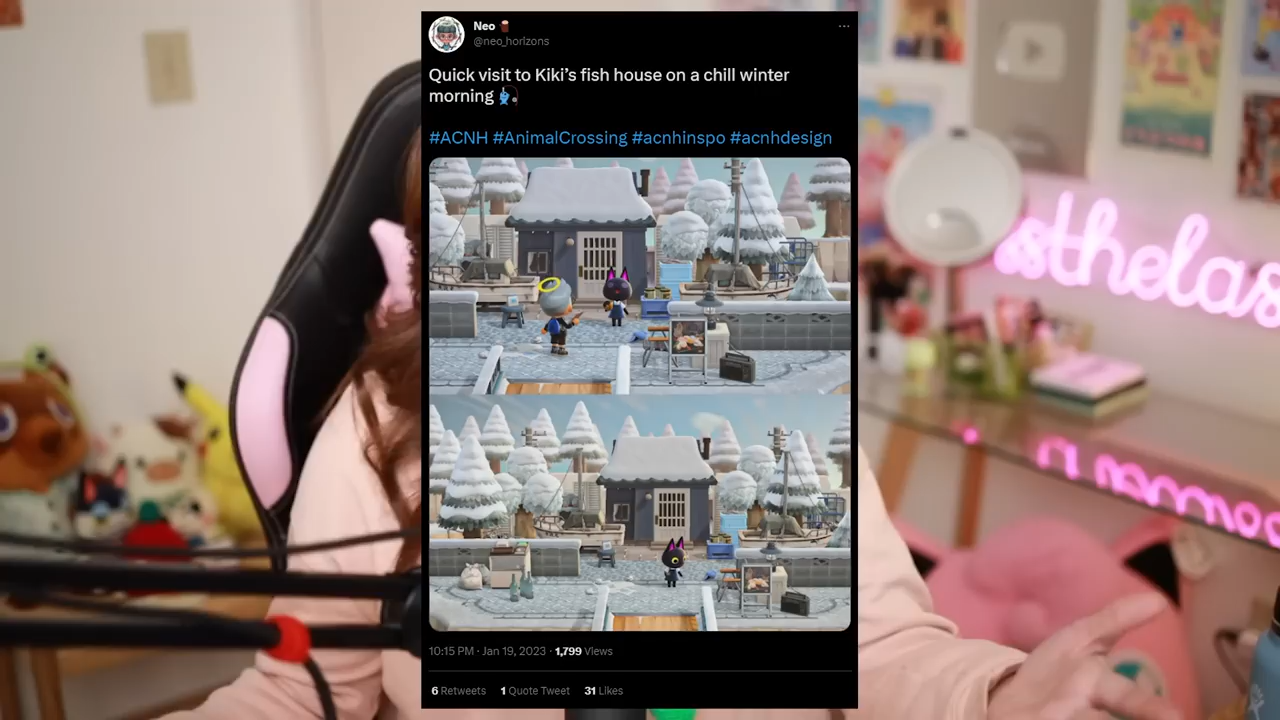 Neo
@neo_horizons
Quick visit to Kiki’s fish house on a chill winter
morning
#ACNH #AnimalCrossing #acnhinspo #acnhdesign
sthelas
10:15 PM · Jan 19, 2023 · 1,799 Views
6 Retweets 1 Quote Tweet 31 Likes